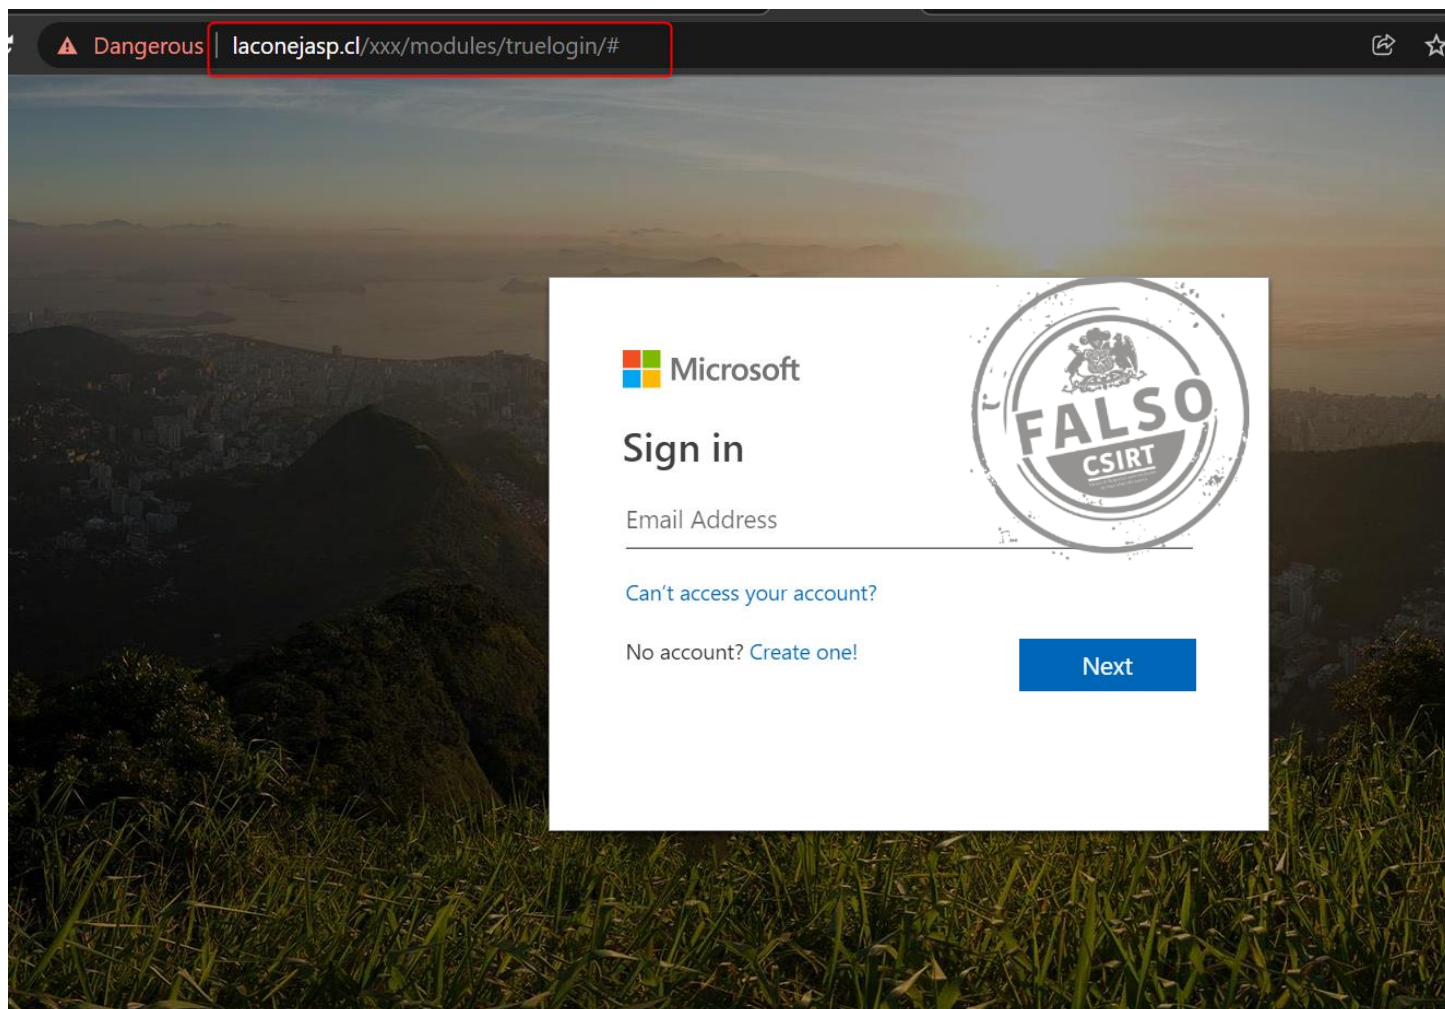 Dangerous laconejasp.cl/xxx/modules/truelogin/#
Microsoft
Sign in
Email Address
Can't access your account?
No account? Create one!
Next
FALSO
CSIRT